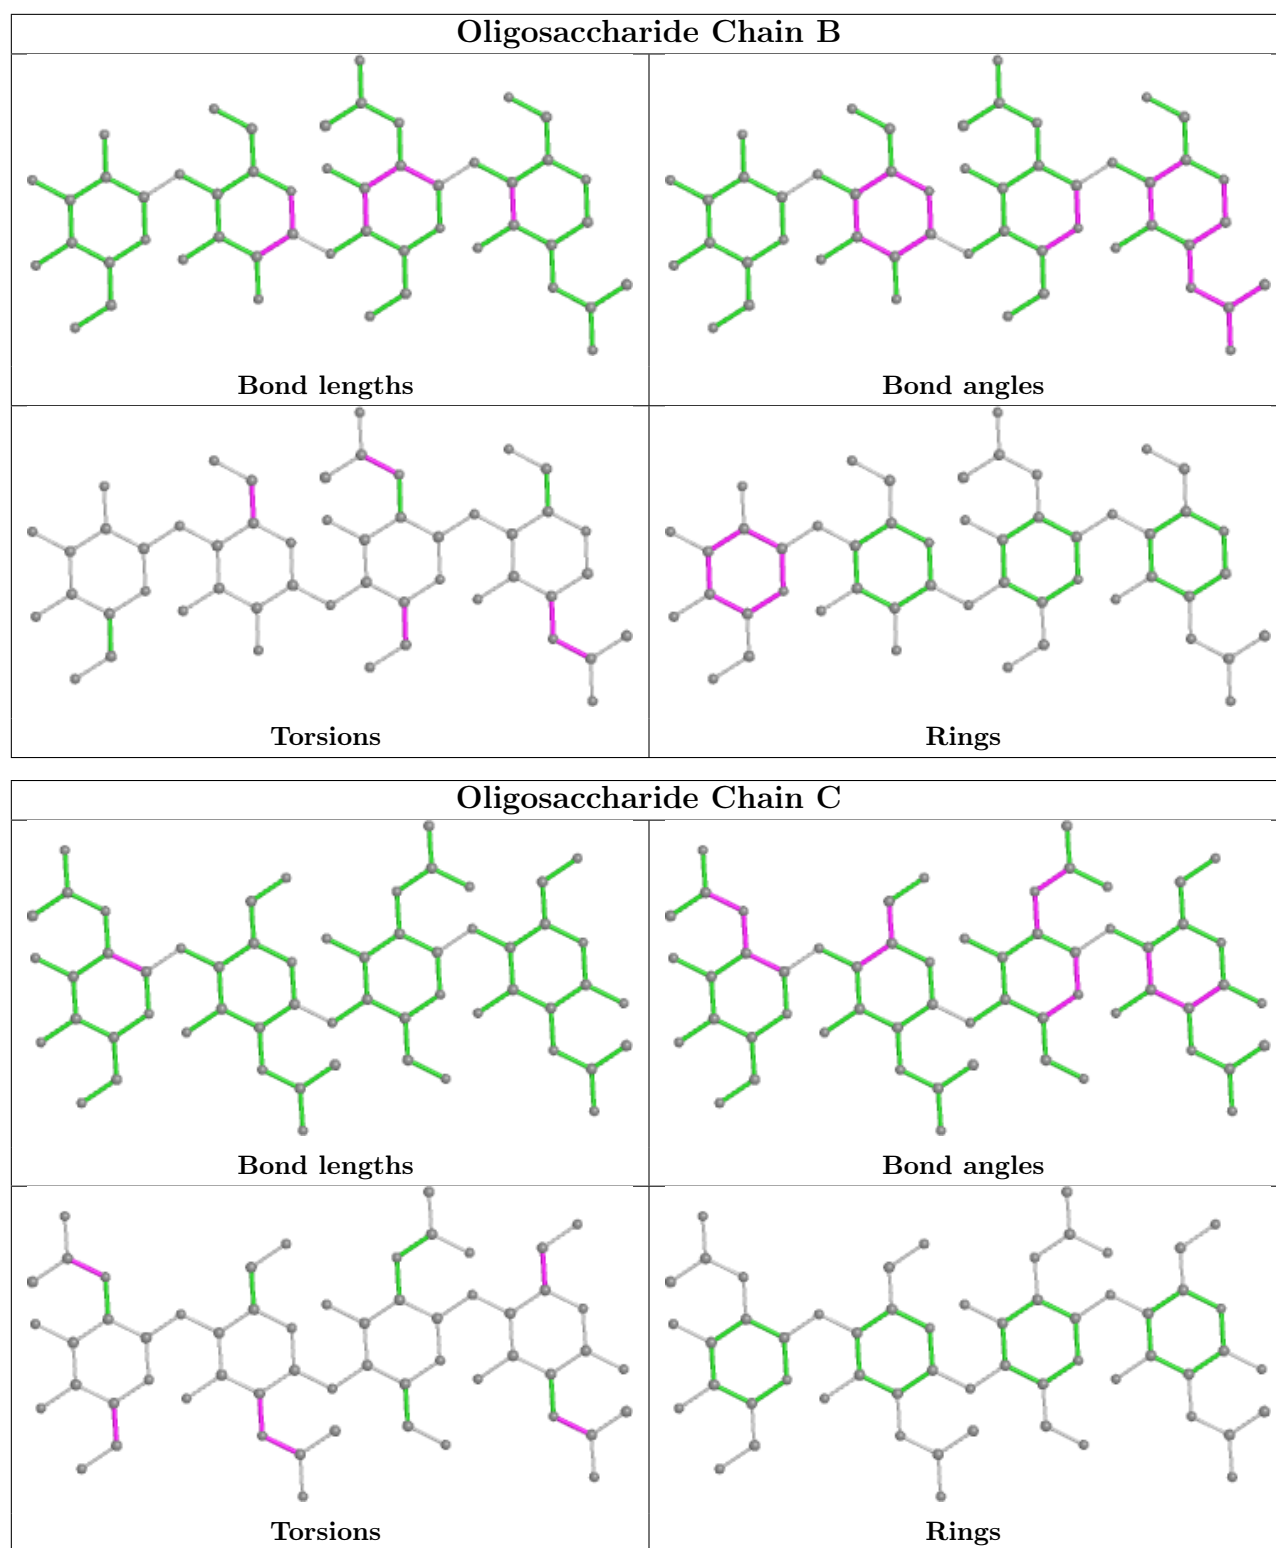 Oligosaccharide Chain B
Bond lengths
Bond angles
Torsions
Rings
Oligosaccharide Chain C
Bond lengths
Bond angles
Torsions
Rings